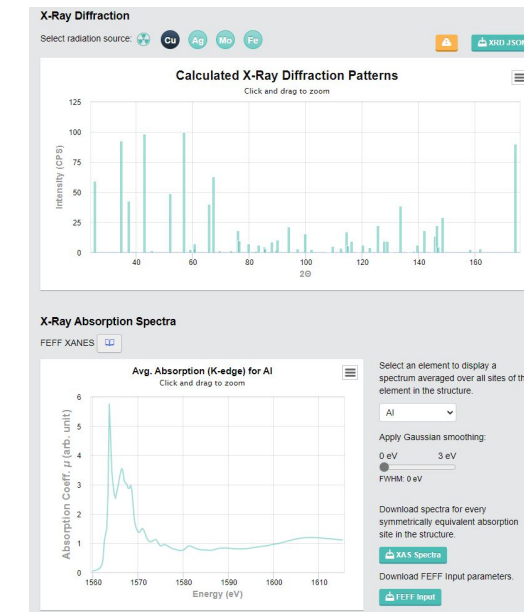 X-Ray Diffraction
Select radiation source: Cu Ag Mo Fe
XRD JSON
Calculated X-Ray Diffraction Patterns
Click and drag to zoom
Intensity (CPS)
125
100
75
50
25
0
40 60 80 100 120 140 160
2Θ
X-Ray Absorption Spectra
FEFF XANES
Avg. Absorption (K-edge) for Al
Click and drag to zoom
Absorption Coeff. μ (arb. unit)
6
5
4
3
2
1
0
1560 1570 1580 1590 1600 1610
Energy (eV)
Select an element to display a
spectrum averaged over all sites of th
element in the structure.
Al
Apply Gaussian smoothing:
0 eV 3 eV
FWHM: 0 eV
Download spectra for every
symmetrically equivalent absorption
site in the structure.
XAS Spectra
Download FEFF Input parameters.
FEFF Input